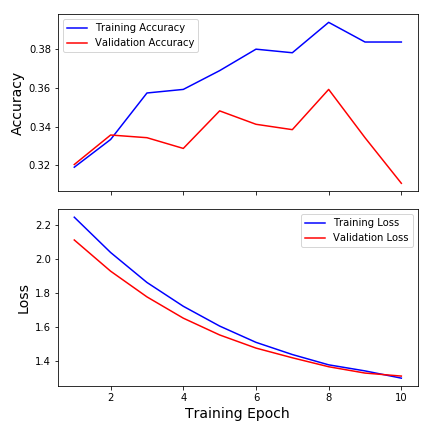 Training Accuracy
Validation Accuracy
0.38
0.36
0.34
0.32
Accuracy
Training Loss
Validation Loss
2.2
2.0
1.8
1.6
1.4
Loss
2 4 6 8 10
Training Epoch